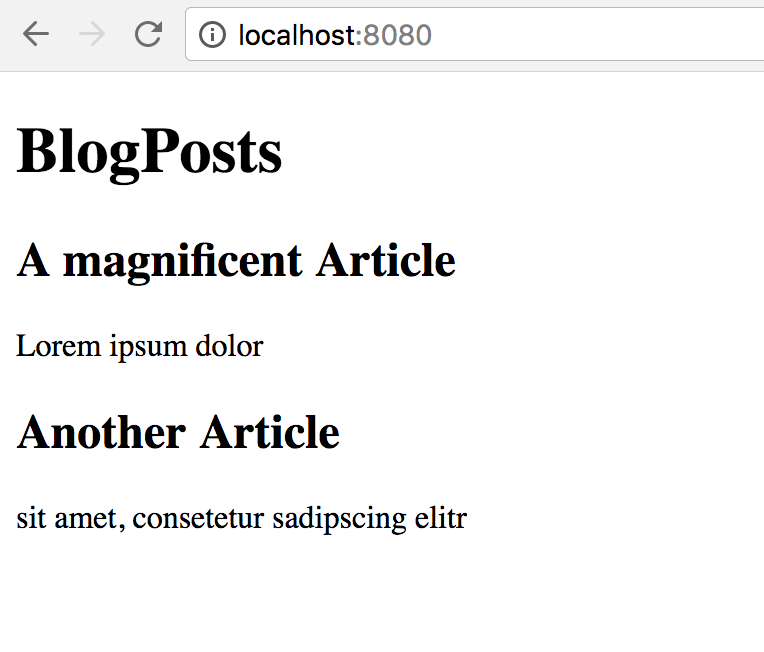 localhost:8080
BlogPosts
A magnificent Article
Lorem ipsum dolor
Another Article
sit amet, consetetur sadipscing elitr